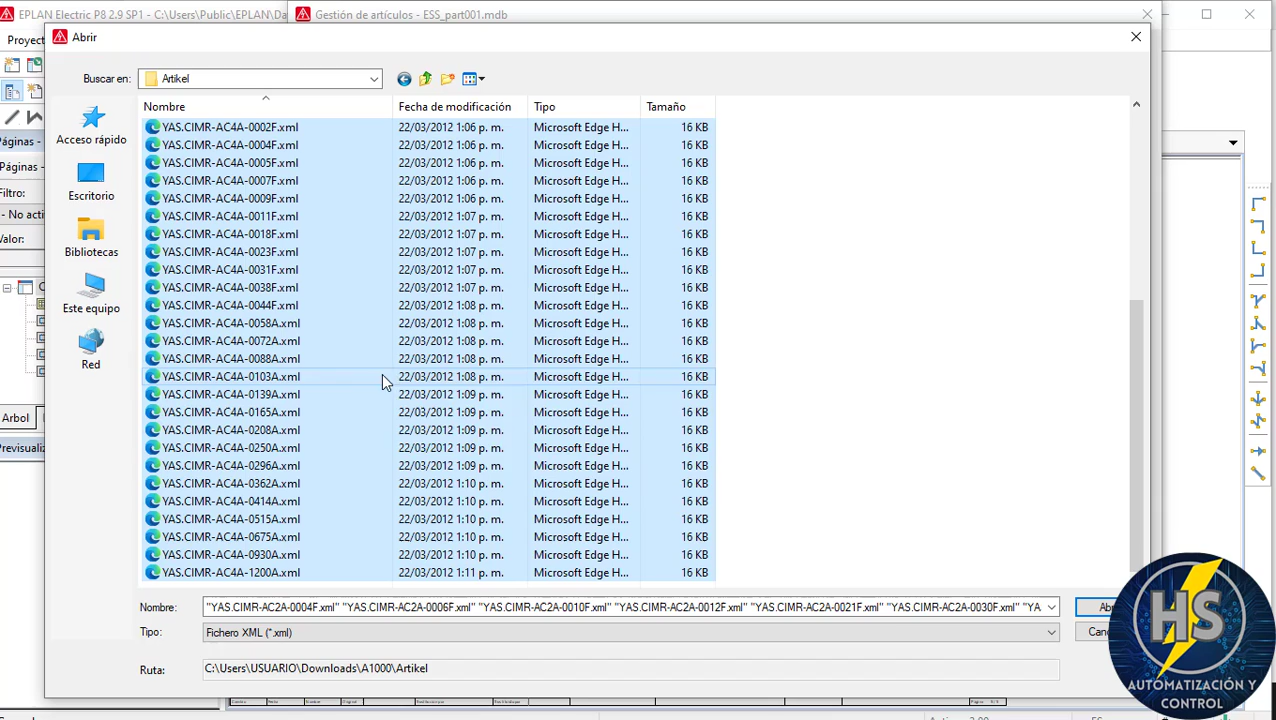 EPLAN Electric P8 2.9 SP1 - C:\Users\Public\EPLAN\Da
Gestión de artículos - ESS_part001.mdb
Abrir
Proyect
Buscar en:
Artikel
Nombre
Fecha de modificación
Tipo
Tamaño
YAS.CIMR-AC4A-0002F.xml 22/03/2012 1:06 p. m. Microsoft Edge H... 16 KB
YAS.CIMR-AC4A-0004F.xml 22/03/2012 1:06 p. m. Microsoft Edge H... 16 KB
YAS.CIMR-AC4A-0005F.xml 22/03/2012 1:06 p. m. Microsoft Edge H... 16 KB
YAS.CIMR-AC4A-0007F.xml 22/03/2012 1:06 p. m. Microsoft Edge H... 16 KB
YAS.CIMR-AC4A-0009F.xml 22/03/2012 1:06 p. m. Microsoft Edge H... 16 KB
YAS.CIMR-AC4A-0011F.xml 22/03/2012 1:07 p. m. Microsoft Edge H... 16 KB
YAS.CIMR-AC4A-0018F.xml 22/03/2012 1:07 p. m. Microsoft Edge H... 16 KB
YAS.CIMR-AC4A-0023F.xml 22/03/2012 1:07 p. m. Microsoft Edge H... 16 KB
YAS.CIMR-AC4A-0031F.xml 22/03/2012 1:07 p. m. Microsoft Edge H... 16 KB
YAS.CIMR-AC4A-0038F.xml 22/03/2012 1:07 p. m. Microsoft Edge H... 16 KB
YAS.CIMR-AC4A-0044F.xml 22/03/2012 1:08 p. m. Microsoft Edge H... 16 KB
YAS.CIMR-AC4A-0058A.xml 22/03/2012 1:08 p. m. Microsoft Edge H... 16 KB
YAS.CIMR-AC4A-0072A.xml 22/03/2012 1:08 p. m. Microsoft Edge H... 16 KB
YAS.CIMR-AC4A-0088A.xml 22/03/2012 1:08 p. m. Microsoft Edge H... 16 KB
YAS.CIMR-AC4A-0103A.xml 22/03/2012 1:08 p. m. Microsoft Edge H... 16 KB
YAS.CIMR-AC4A-0139A.xml 22/03/2012 1:09 p. m. Microsoft Edge H... 16 KB
YAS.CIMR-AC4A-0165A.xml 22/03/2012 1:09 p. m. Microsoft Edge H... 16 KB
YAS.CIMR-AC4A-0208A.xml 22/03/2012 1:09 p. m. Microsoft Edge H... 16 KB
YAS.CIMR-AC4A-0250A.xml 22/03/2012 1:09 p. m. Microsoft Edge H... 16 KB
YAS.CIMR-AC4A-0296A.xml 22/03/2012 1:09 p. m. Microsoft Edge H... 16 KB
YAS.CIMR-AC4A-0362A.xml 22/03/2012 1:10 p. m. Microsoft Edge H... 16 KB
YAS.CIMR-AC4A-0414A.xml 22/03/2012 1:10 p. m. Microsoft Edge H... 16 KB
YAS.CIMR-AC4A-0515A.xml 22/03/2012 1:10 p. m. Microsoft Edge H... 16 KB
YAS.CIMR-AC4A-0675A.xml 22/03/2012 1:10 p. m. Microsoft Edge H... 16 KB
YAS.CIMR-AC4A-0930A.xml 22/03/2012 1:10 p. m. Microsoft Edge H... 16 KB
YAS.CIMR-AC4A-1200A.xml 22/03/2012 1:11 p. m. Microsoft Edge H... 16 KB
Acceso rápido
Escritorio
Bibliotecas
Este equipo
Red
Páginas -
Páginas -
Filtro:
- No acti
Valor:
Arbol
Previsualiz
Nombre: "YAS.CIMR-AC2A-0004F.xml" "YAS.CIMR-AC2A-0006F.xml" "YAS.CIMR-AC2A-0010F.xml" "YAS.CIMR-AC2A-0012F.xml" "YAS.CIMR-AC2A-0021F.xml" "YAS.CIMR-AC2A-0030F.xml" "YA
Abr
Tipo: Fichero XML (*.xml)
Canc
Ruta: C:\Users\USUARIO\Downloads\A1000\Artikel
HS
AUTOMATIZACIÓN Y
CONTROL